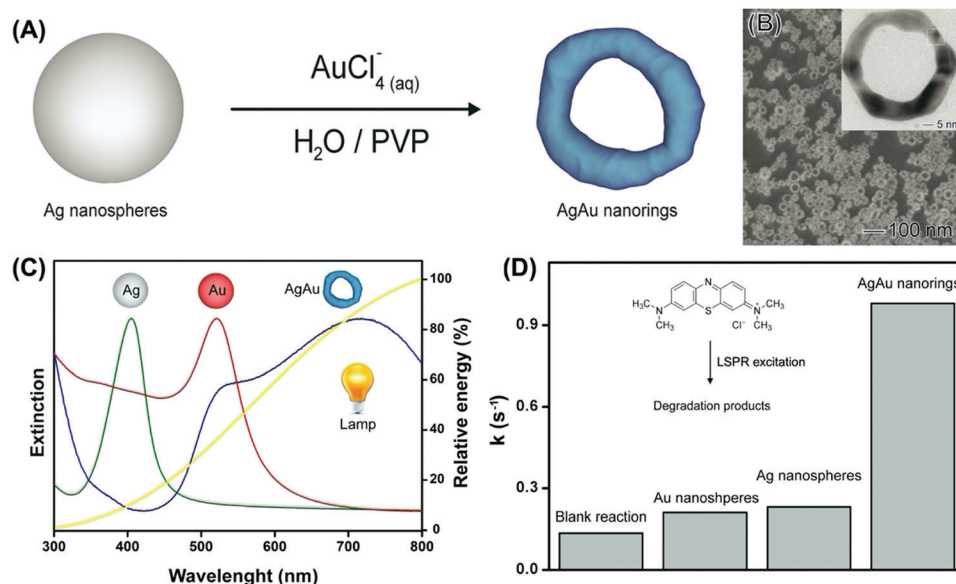 (A)
AuCl₄⁻ (aq)
H₂O / PVP
Ag nanospheres
AgAu nanorings
(B)
5 nm
100 nm
(C)
Ag
Au
AgAu
Lamp
Extinction
Relative energy (%)
100
80
60
40
20
0
300 400 500 600 700 800
Wavelenght (nm)
(D)
AgAu nanorings
N
H₃C N S N⁺ CH₃
CH₃ Cl⁻ CH₃
LSPR excitation
Degradation products
Ag nanospheres
Au nanoshperes
Blank reaction
k (s⁻¹)
0.9
0.6
0.3
0.0